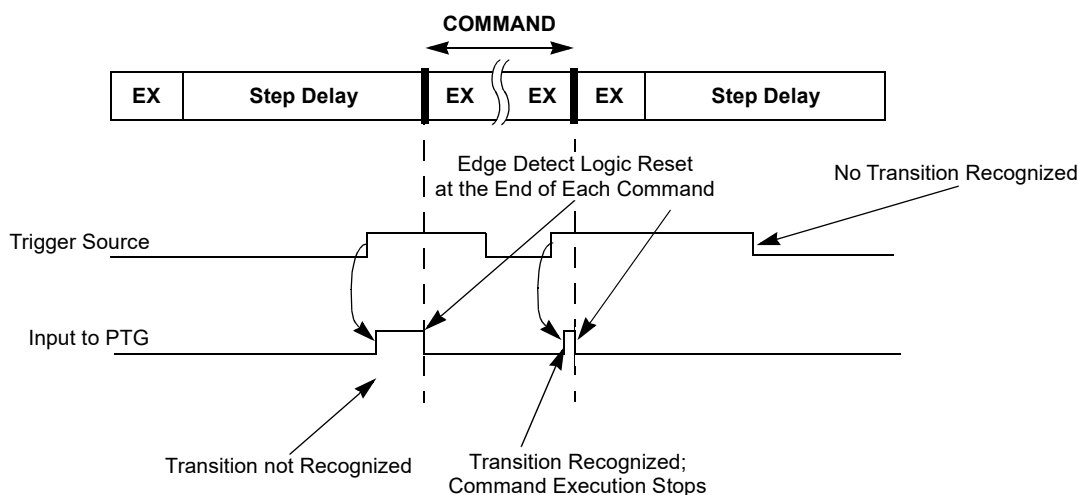 COMMAND
EX
Step Delay
EX
EX
EX
Step Delay
Edge Detect Logic Reset
at the End of Each Command
No Transition Recognized
Trigger Source
Input to PTG
Transition not Recognized
Transition Recognized;
Command Execution Stops